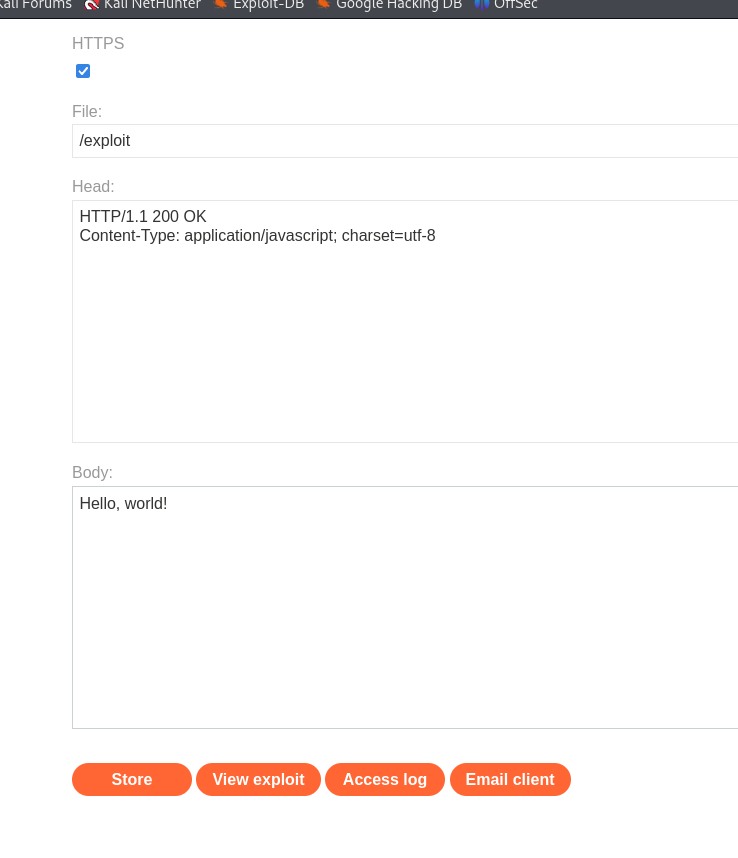 Kali Forums Kali NetHunter Exploit-DB Google Hacking DB OffSec
HTTPS
File:
/exploit
Head:
HTTP/1.1 200 OK
Content-Type: application/javascript; charset=utf-8
Body:
Hello, world!
Store View exploit Access log Email client